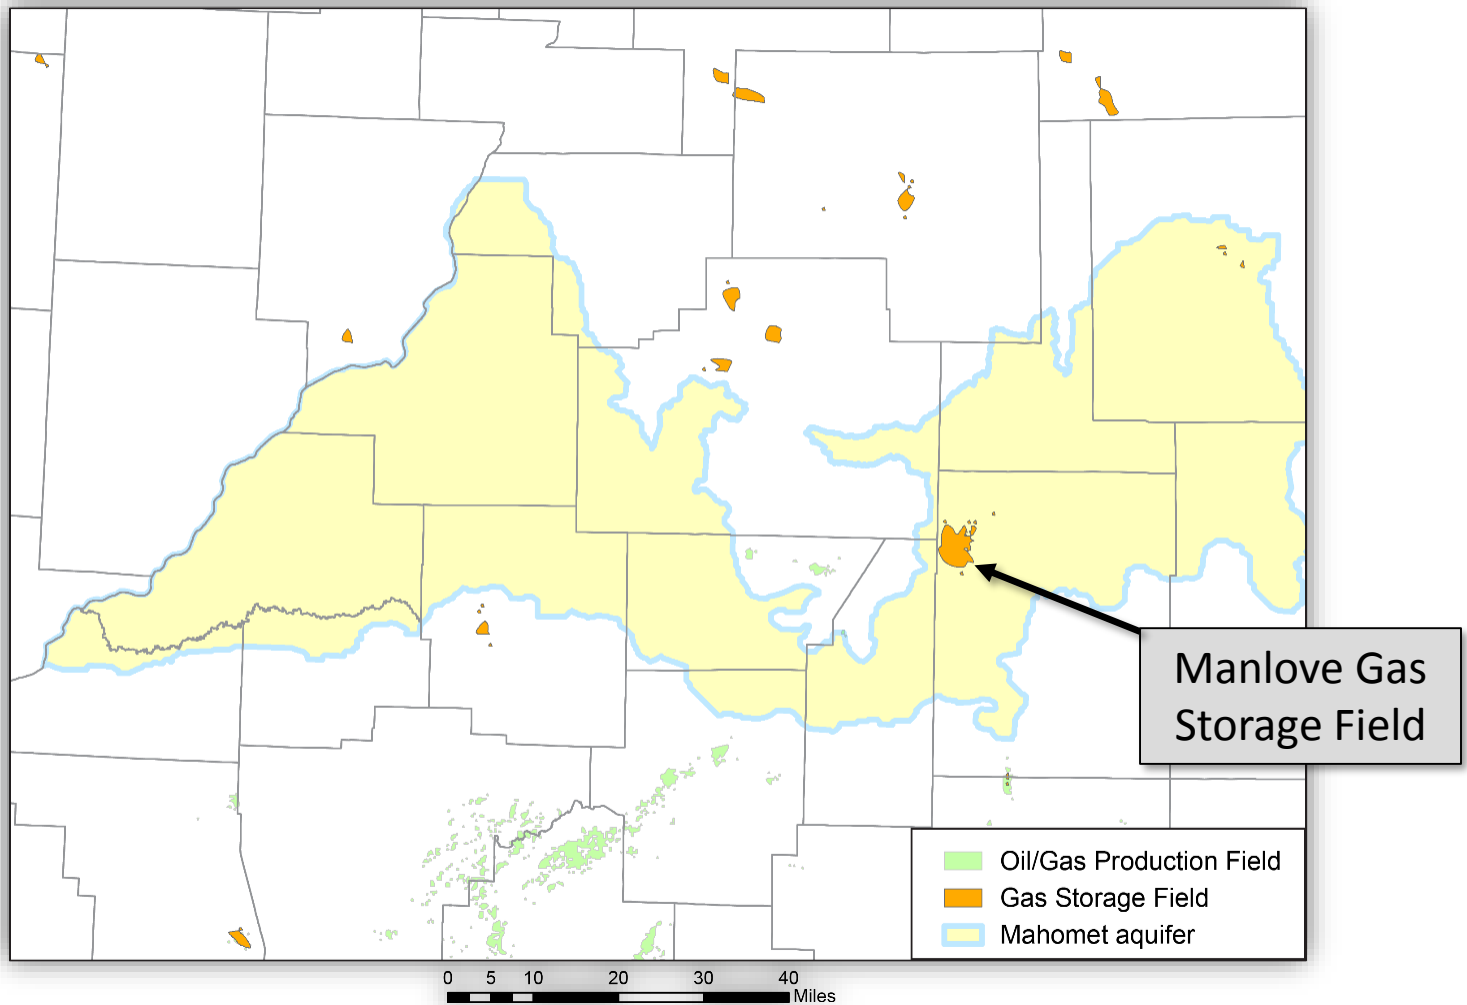 Manlove Gas
Storage Field
Oil/Gas Production Field
Gas Storage Field
Mahomet aquifer
0 5 10 20 30 40
Miles